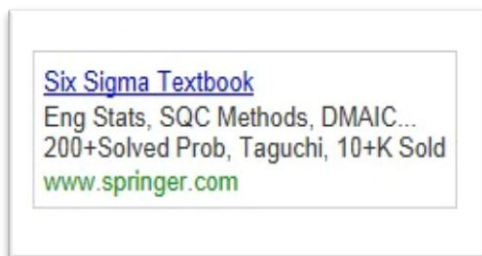 Six Sigma Textbook
Eng Stats, SQC Methods, DMAIC...
200+Solved Prob, Taguchi, 10+K Sold
www.springer.com